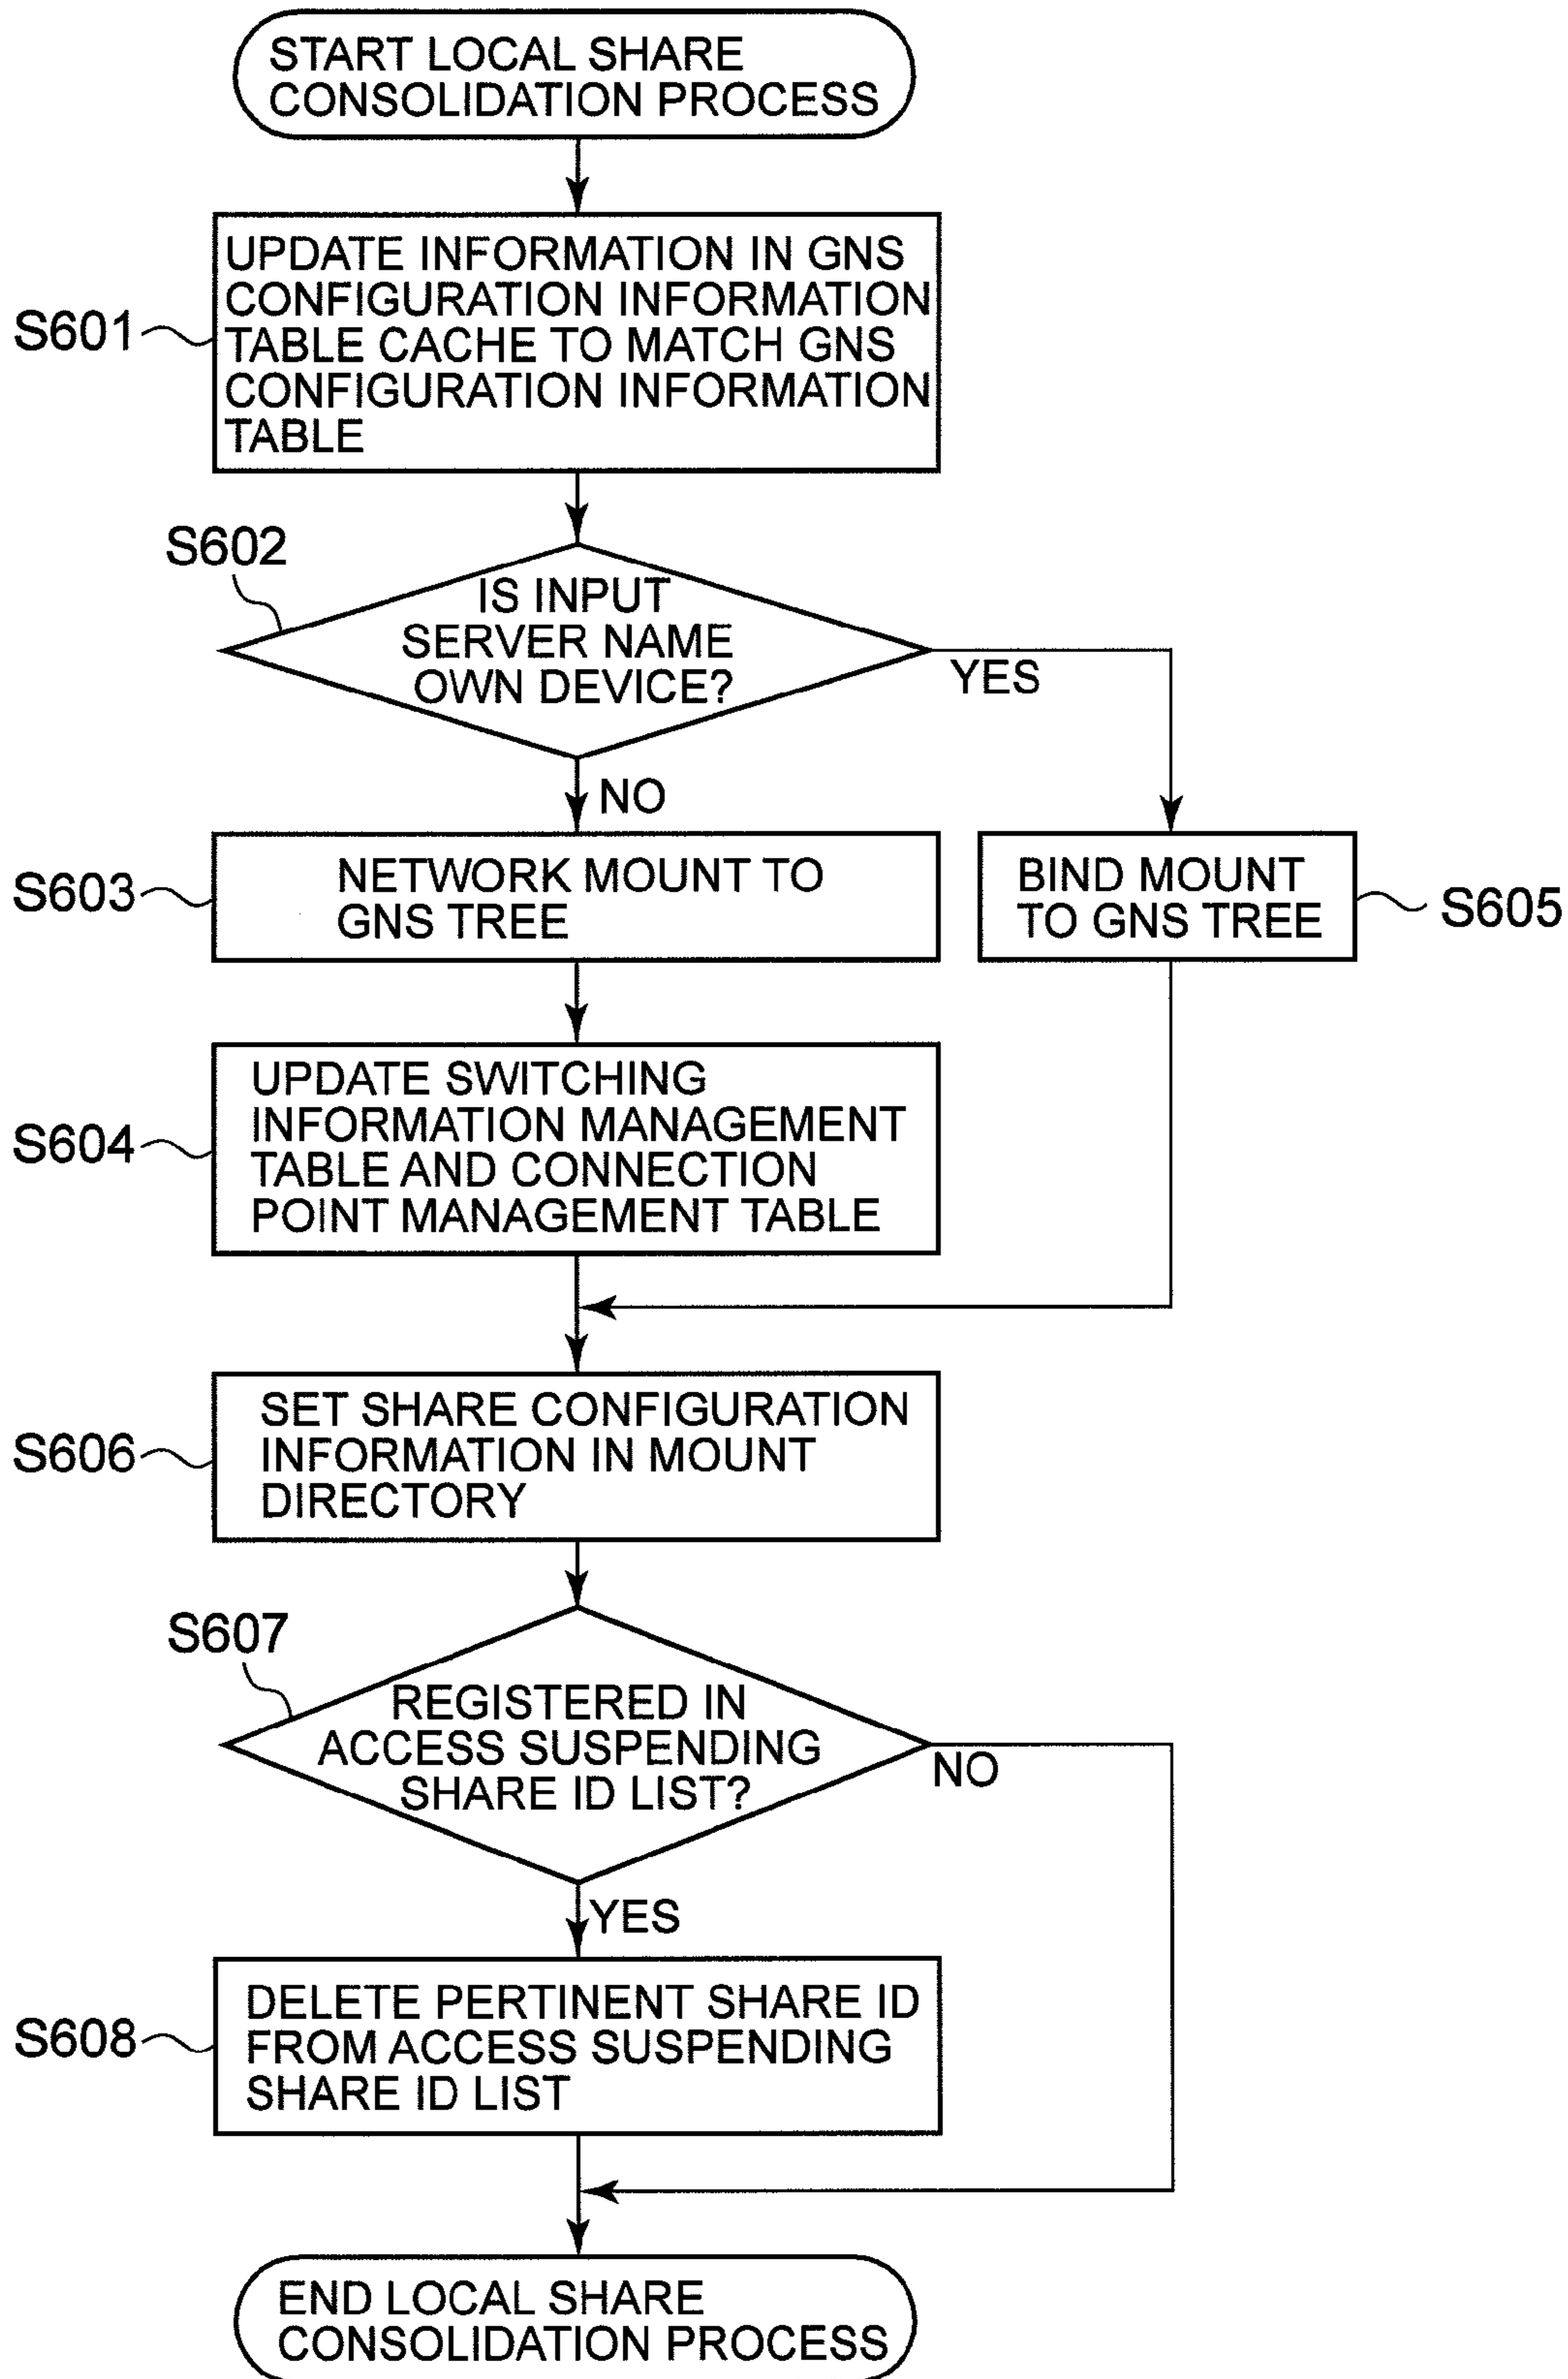 START LOCAL SHARE
CONSOLIDATION PROCESS
S601
UPDATE INFORMATION IN GNS
CONFIGURATION INFORMATION
TABLE CACHE TO MATCH GNS
CONFIGURATION INFORMATION
TABLE
S602
IS INPUT
SERVER NAME
OWN DEVICE?
YES
NO
S603
NETWORK MOUNT TO
GNS TREE
BIND MOUNT
TO GNS TREE
S605
S604
UPDATE SWITCHING
INFORMATION MANAGEMENT
TABLE AND CONNECTION
POINT MANAGEMENT TABLE
S606
SET SHARE CONFIGURATION
INFORMATION IN MOUNT
DIRECTORY
S607
REGISTERED IN
ACCESS SUSPENDING
SHARE ID LIST?
NO
YES
S608
DELETE PERTINENT SHARE ID
FROM ACCESS SUSPENDING
SHARE ID LIST
END LOCAL SHARE
CONSOLIDATION PROCESS